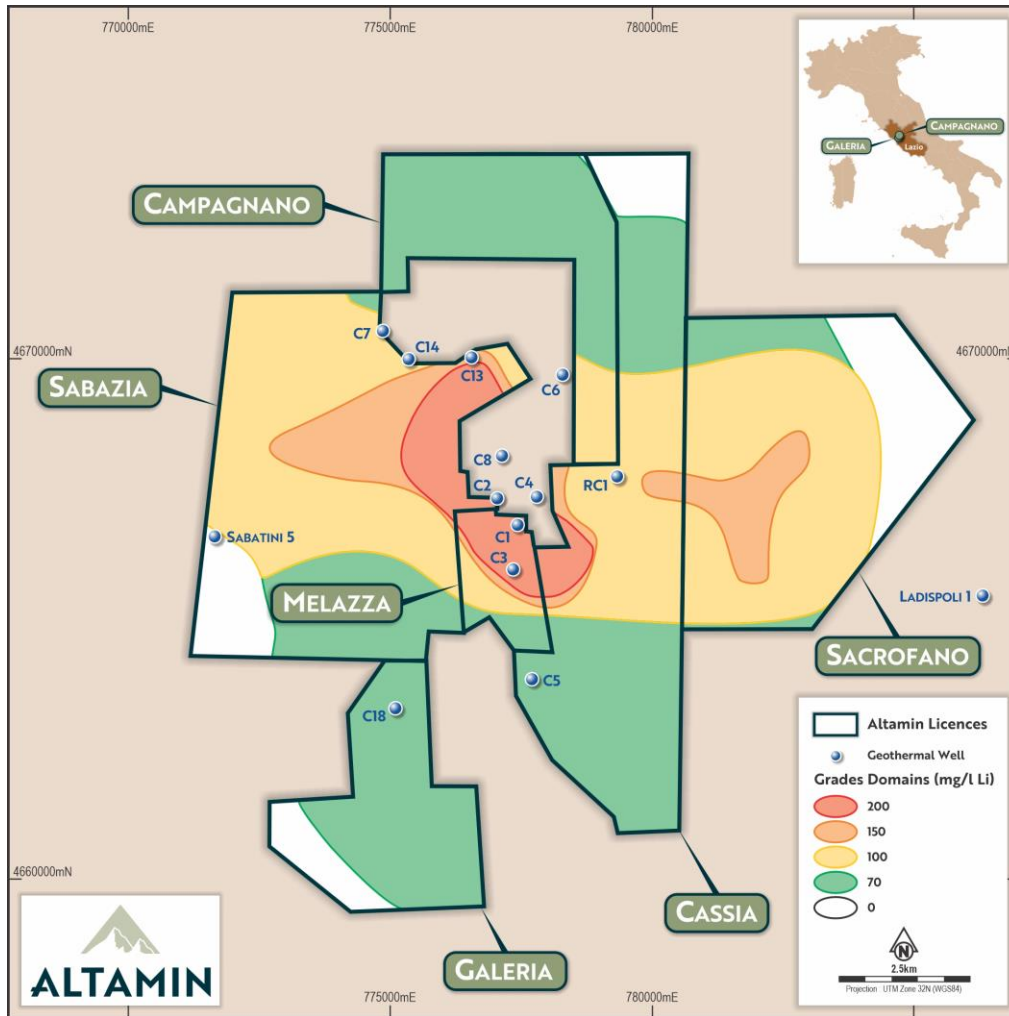 770000mE
775000mE
780000mE
CAMPAGNANO
GALERIA
Lazio
CAMPAGNANO
C7
C14
C13
C6
4670000mN
4670000mN
SABAZIA
C8
C2
C4
RC1
C1
SABATINI 5
C3
MELAZZA
LADISPOLI 1
SACROFANO
C5
C18
Altamin Licences
GEOTHERMAL WELL
Grades Domains (mg/l Li)
200
150
100
70
0
N
2.5km
Projection : UTM Zone 32N (WGS84)
4660000mN
CASSIA
GALERIA
ALTAMIN
770000mE
775000mE
780000mE